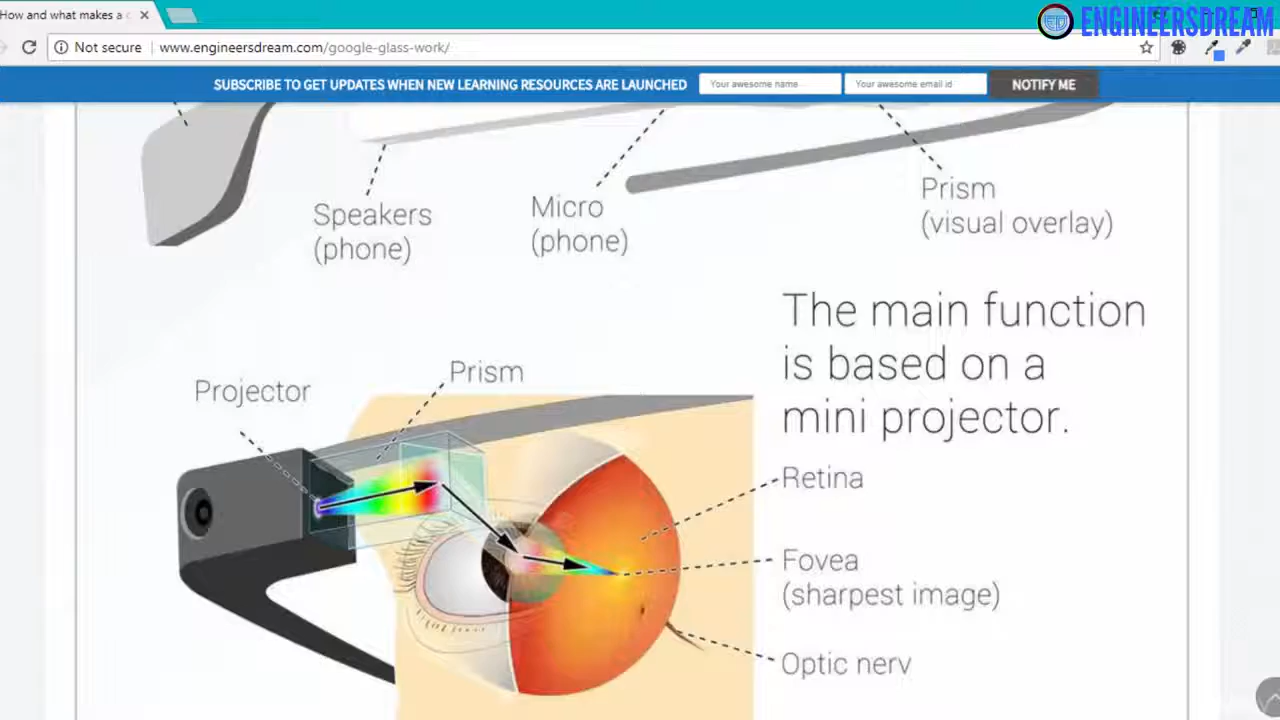 How and what makes a
ENGINEERSDREAM
Not secure
www.engineersdream.com/google-glass-work/
SUBSCRIBE TO GET UPDATES WHEN NEW LEARNING RESOURCES ARE LAUNCHED
Your awesome name
Your awesome email id
NOTIFY ME
Speakers
(phone)
Micro
(phone)
Prism
(visual overlay)
The main function
is based on a
mini projector.
Projector
Prism
Retina
Fovea
(sharpest image)
Optic nerv